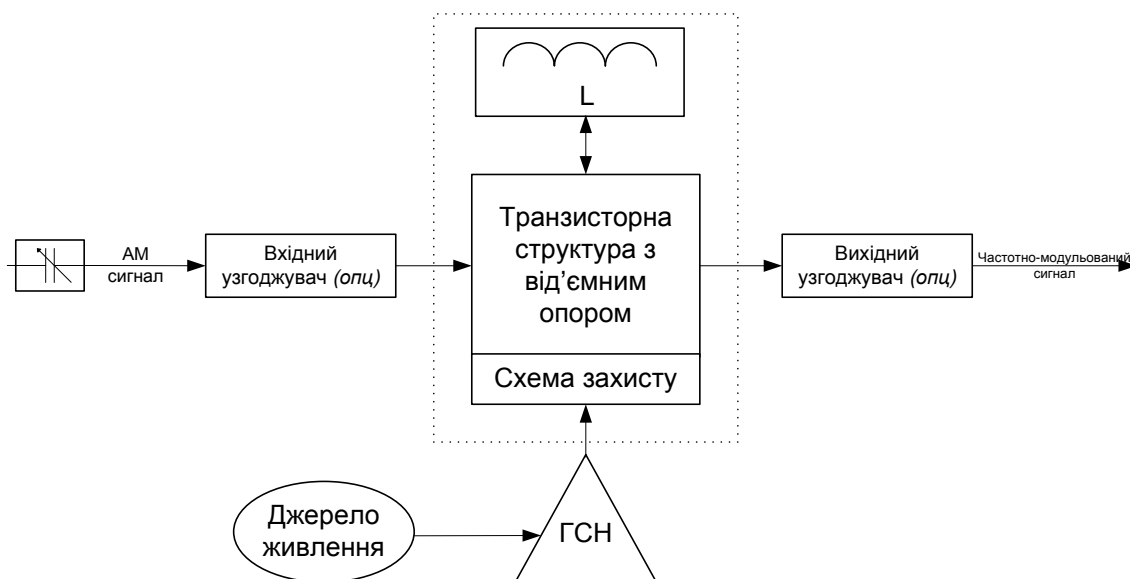 L
Транзисторна
структура з
від’ємним
опором
Схема захисту
АМ
сигнал
Вхідний
узгоджувач (опц)
Вихідний
узгоджувач (опц)
Частотно-модульований
сигнал
Джерело
живлення
ГСН